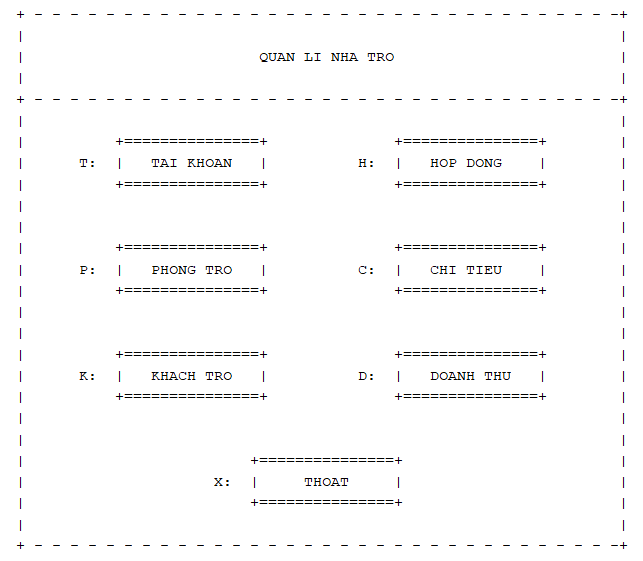 QUAN LI NHA TRO
T: | TAI KHOAN | H: | HOP DONG |
P: | PHONG TRO | C: | CHI TIEU |
K: | KHACH TRO | D: | DOANH THU |
X: | THOAT |